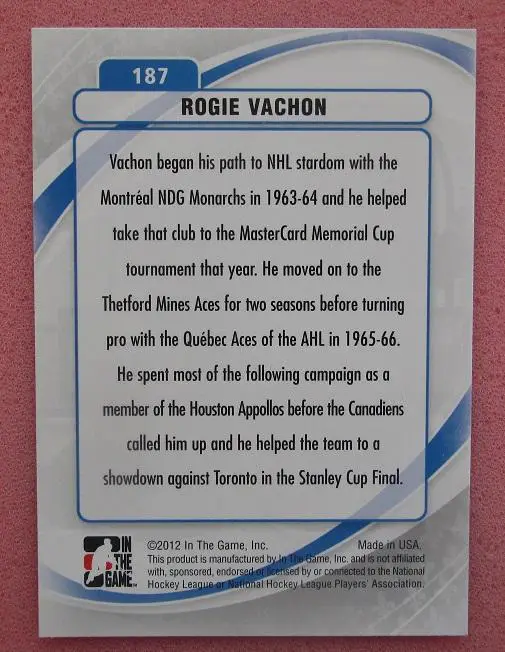 187
ROGIE VACHON
Vachon began his path to NHL stardom with the
Montréal NDG Monarchs in 1963-64 and he helped
take that club to the MasterCard Memorial Cup
tournament that year. He moved on to the
Thetford Mines Aces for two seasons before turning
pro with the Québec Aces of the AHL in 1965-66.
He spent most of the following campaign as a
member of the Houston Appollos before the Canadiens
called him up and he helped the team to a
showdown against Toronto in the Stanley Cup Final.
IN
THE
GAME™
©2012 In The Game, Inc. Made in USA.
This product is manufactured by In The Game, Inc. and is not affiliated
with, sponsored, endorsed or licensed by or connected to the National
Hockey League or National Hockey League Players' Association.